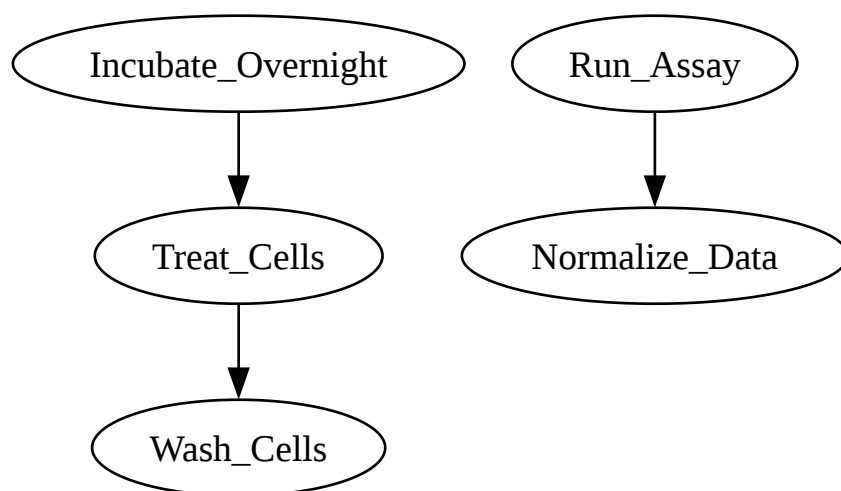 Incubate_Overnight
Run_Assay
Treat_Cells
Normalize_Data
Wash_Cells